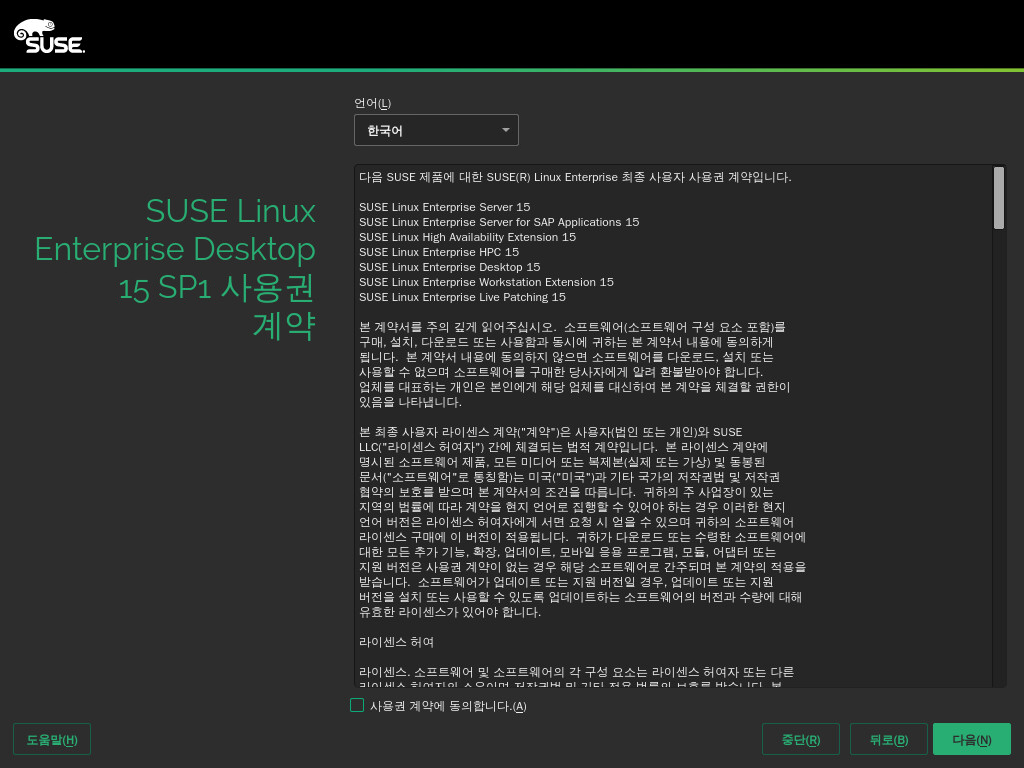 SUSE
언어(L)
한국어
SUSE Linux
Enterprise Desktop
15 SP1 사용권
계약
다음 SUSE 제품에 대한 SUSE(R) Linux Enterprise 최종 사용자 사용권 계약입니다.
SUSE Linux Enterprise Server 15
SUSE Linux Enterprise Server for SAP Applications 15
SUSE Linux High Availability Extension 15
SUSE Linux Enterprise HPC 15
SUSE Linux Enterprise Desktop 15
SUSE Linux Enterprise Workstation Extension 15
SUSE Linux Enterprise Live Patching 15
본 계약서를 주의 깊게 읽어주십시오.  소프트웨어(소프트웨어 구성 요소 포함)를
구매, 설치, 다운로드 또는 사용함과 동시에 귀하는 본 계약서 내용에 동의하게
됩니다.  본 계약서 내용에 동의하지 않으면 소프트웨어를 다운로드, 설치 또는
사용할 수 없으며 소프트웨어를 구매한 당사자에게 알려 환불받아야 합니다.
업체를 대표하는 개인은 본인에게 해당 업체를 대신하여 본 계약을 체결할 권한이
있음을 나타냅니다.
본 최종 사용자 라이센스 계약("계약")은 사용자(법인 또는 개인)와 SUSE
LLC("라이센스 허여자") 간에 체결되는 법적 계약입니다.  본 라이센스 계약에
명시된 소프트웨어 제품, 모든 미디어 또는 복제본(실제 또는 가상) 및 동봉된
문서("소프트웨어"로 통칭함)는 미국("미국")과 기타 국가의 저작권법 및 저작권
협약의 보호를 받으며 본 계약서의 조건을 따릅니다.  귀하의 주 사업장이 있는
지역의 법률에 따라 계약을 현지 언어로 집행할 수 있어야 하는 경우 이러한 현지
언어 버전은 라이센스 허여자에게 서면 요청 시 얻을 수 있으며 귀하의 소프트웨어
라이센스 구매에 이 버전이 적용됩니다.  귀하가 다운로드 또는 수령한 소프트웨어에
대한 모든 추가 기능, 확장, 업데이트, 모바일 응용 프로그램, 모듈, 어댑터 또는
지원 버전은 사용권 계약이 없는 경우 해당 소프트웨어로 간주되며 본 계약의 적용을
받습니다.  소프트웨어가 업데이트 또는 지원 버전일 경우, 업데이트 또는 지원
버전을 설치 또는 사용할 수 있도록 업데이트하는 소프트웨어의 버전과 수량에 대해
유효한 라이센스가 있어야 합니다.
라이센스 허여
라이센스. 소프트웨어 및 소프트웨어의 각 구성 요소는 라이센스 허여자 또는 다른
라이센스 허여자의 소유이며 저작권법 및 기타 적용 법률의 보호를 받습니다. 본
사용권 계약에 동의합니다.(A)
도움말(H)
중단(R)
뒤로(B)
다음(N)